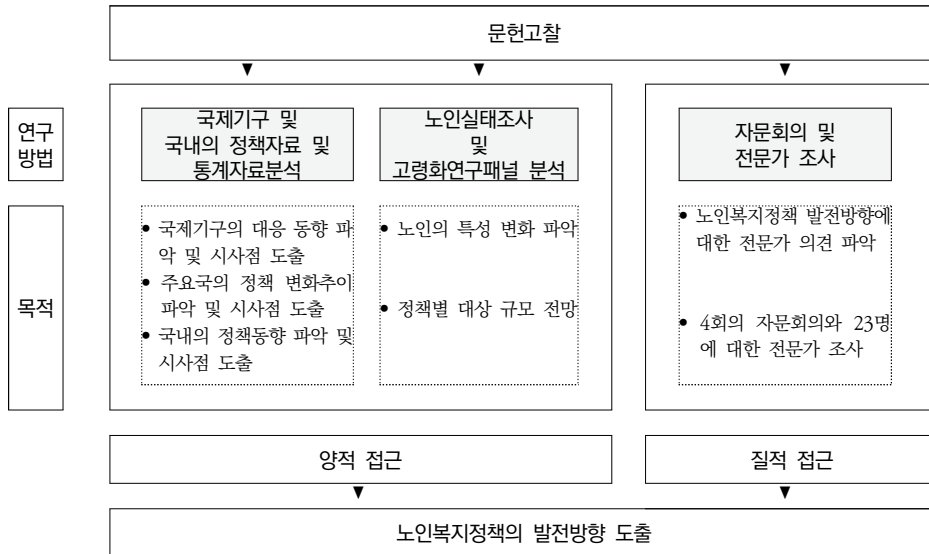 문헌고찰
연구
방법
국제기구 및
국내의 정책자료 및
통계자료분석
노인실태조사
및
고령화연구패널 분석
자문회의 및
전문가 조사
목적
• 국제기구의 대응 동향 파
악 및 시사점 도출
• 주요국의 정책 변화추이
파악 및 시사점 도출
• 국내의 정책동향 파악 및
시사점 도출
• 노인의 특성 변화 파악
• 정책별 대상 규모 전망
• 노인복지정책 발전방향에
대한 전문가 의견 파악
• 4회의 자문회의와 23명
에 대한 전문가 조사
양적 접근
질적 접근
노인복지정책의 발전방향 도출